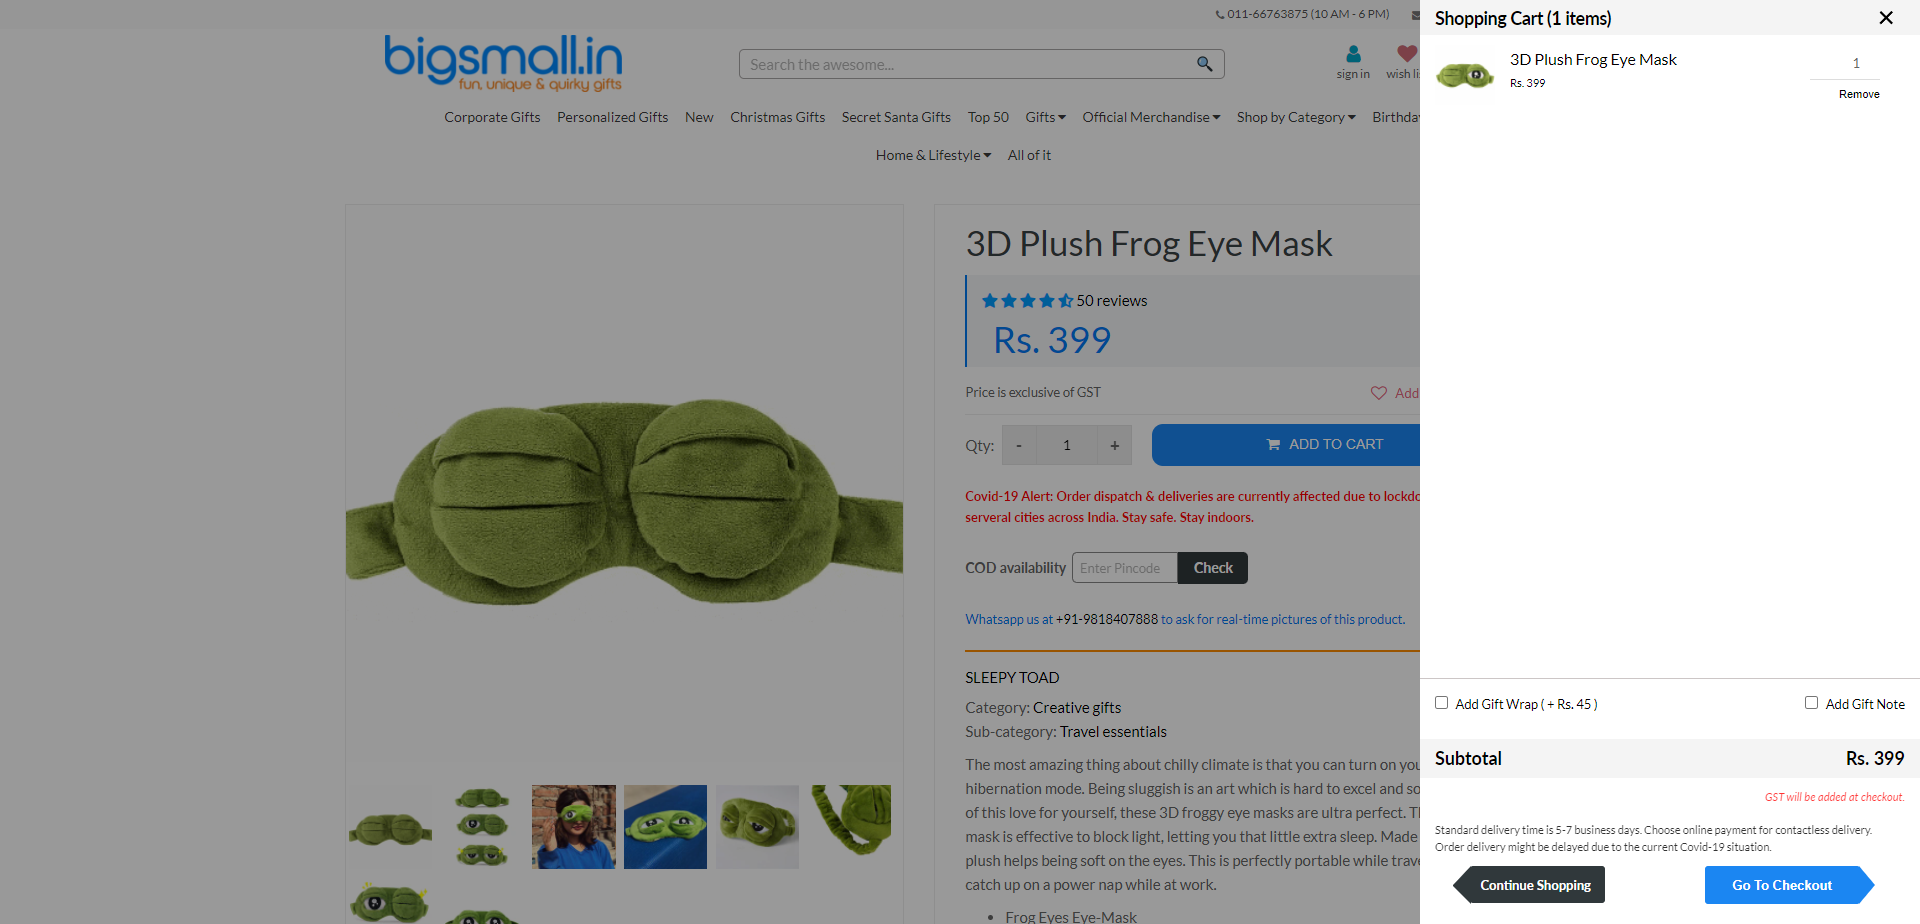 011-66763875 (10 AM - 6 PM)
bigsmall.in
fun, unique & quirky gifts
Search the awesome...
sign in
wish li
Corporate Gifts
Personalized Gifts
New
Christmas Gifts
Secret Santa Gifts
Top 50
Gifts
Official Merchandise
Shop by Category
Birthday
Home & Lifestyle
All of it
3D Plush Frog Eye Mask
50 reviews
Rs. 399
Price is exclusive of GST
Add
Qty:
-
1
+
ADD TO CART
Covid-19 Alert: Order dispatch & deliveries are currently affected due to lockdo
serveral cities across India. Stay safe. Stay indoors.
COD availability
Enter Pincode
Check
Whatsapp us at +91-9818407888 to ask for real-time pictures of this product.
SLEEPY TOAD
Category: Creative gifts
Sub-category: Travel essentials
The most amazing thing about chilly climate is that you can turn on you
hibernation mode. Being sluggish is an art which is hard to excel and so
of this love for yourself, these 3D froggy eye masks are ultra perfect. Th
mask is effective to block light, letting you that little extra sleep. Made
plush helps being soft on the eyes. This is perfectly portable while trave
catch up on a power nap while at work.
• Frog Eyes Eye-Mask
Shopping Cart (1 items)
3D Plush Frog Eye Mask
Rs. 399
1
Remove
Add Gift Wrap ( + Rs. 45 )
Add Gift Note
Subtotal
Rs. 399
GST will be added at checkout.
Standard delivery time is 5-7 business days. Choose online payment for contactless delivery.
Order delivery might be delayed due to the current Covid-19 situation.
Continue Shopping
Go To Checkout